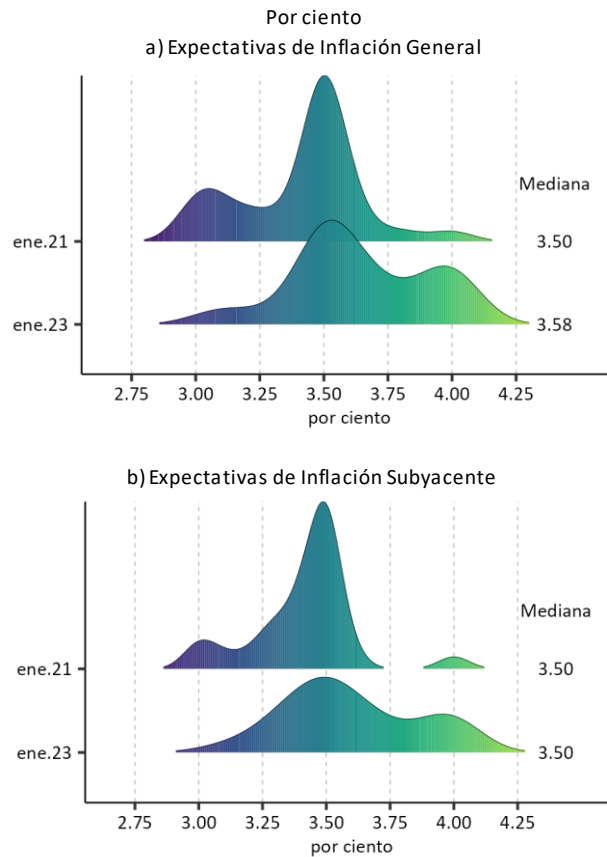 Por ciento
a) Expectativas de Inflación General
Mediana
ene.21 3.50
ene.23 3.58
2.75 3.00 3.25 3.50 3.75 4.00 4.25
por ciento
b) Expectativas de Inflación Subyacente
Mediana
ene.21 3.50
ene.23 3.50
2.75 3.00 3.25 3.50 3.75 4.00 4.25
por ciento